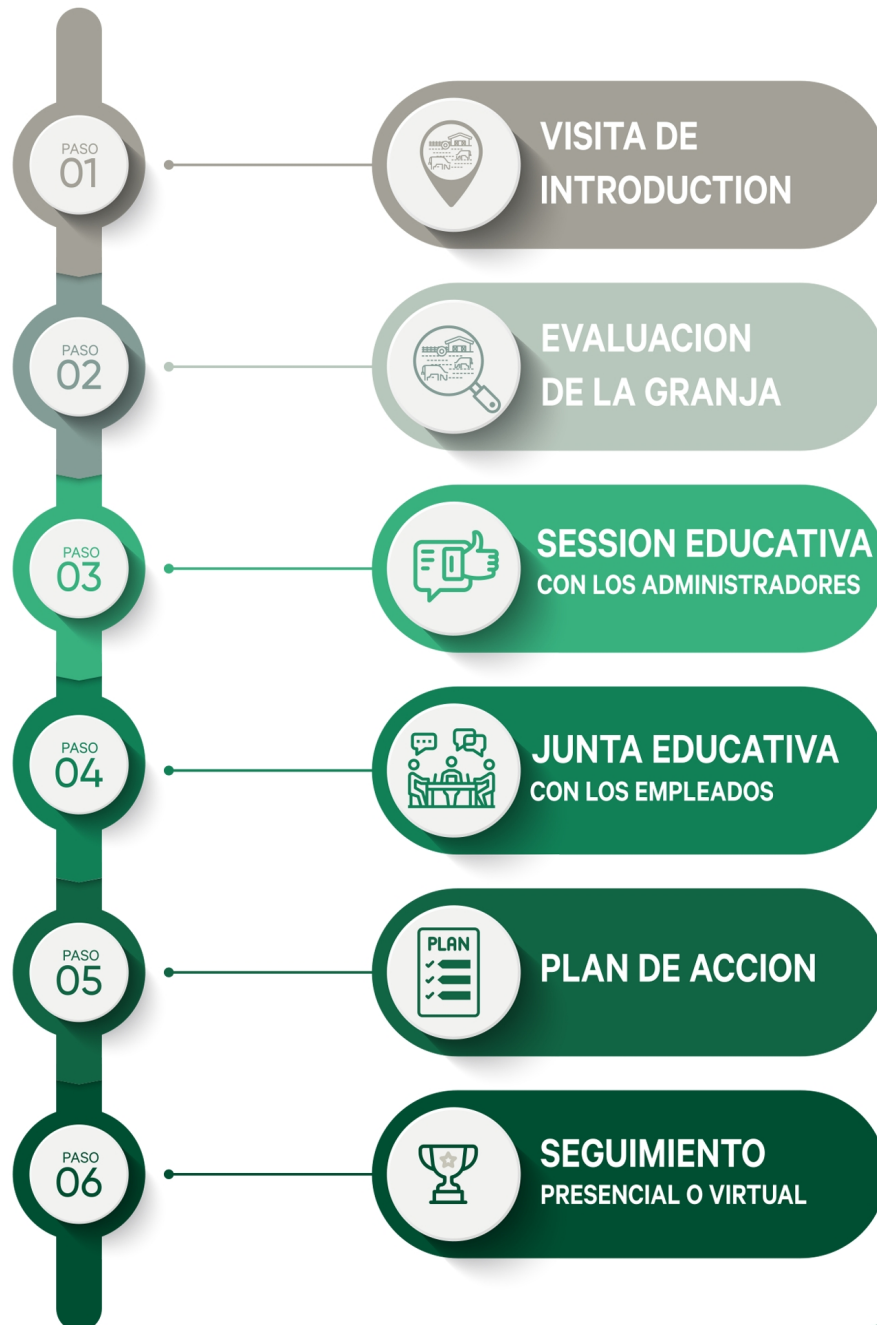 PASO
01
VISITA DE
INTRODUCTION
PASO
02
EVALUACION
DE LA GRANJA
PASO
03
SESSION EDUCATIVA
CON LOS ADMINISTRADORES
PASO
04
JUNTA EDUCATIVA
CON LOS EMPLEADOS
PASO
05
PLAN
PLAN DE ACCION
PASO
06
SEGUIMIENTO
PRESENCIAL O VIRTUAL